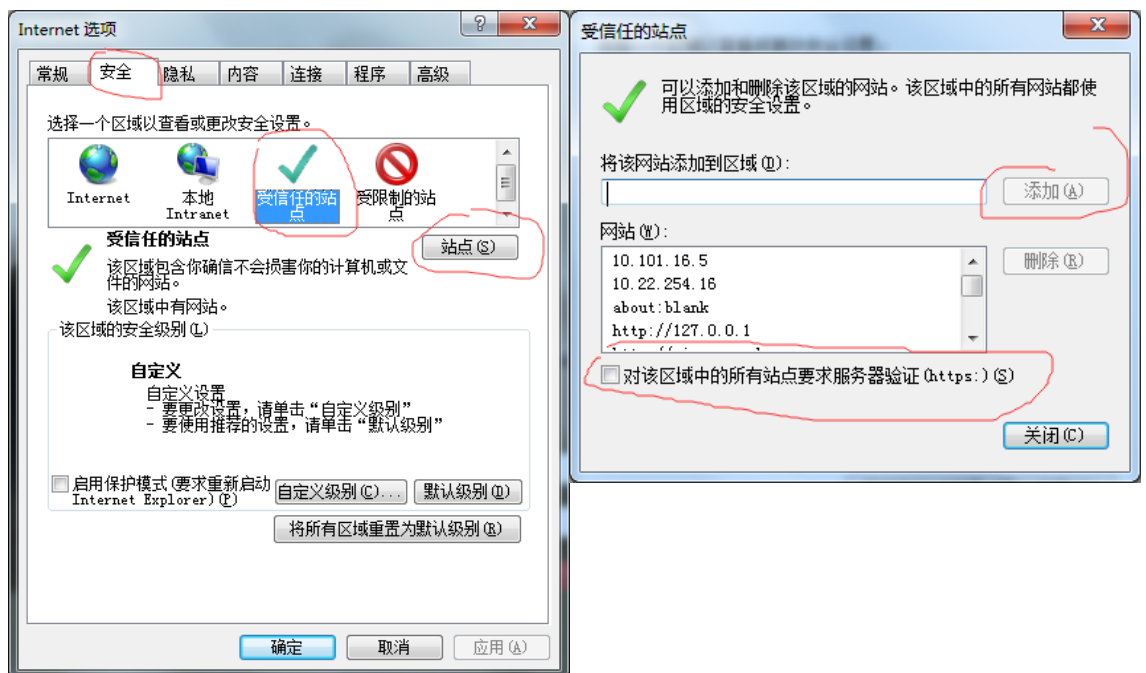 Internet 选项
常规 安全 隐私 内容 连接 程序 高级
选择一个区域以查看或更改安全设置。
Internet
本地
Intranet
受信任的站
点
受限制的站
点
受信任的站点
站点(S)
该区域包含你确信不会损害你的计算机或文
件的网站。
该区域中有网站。
该区域的安全级别(L)
自定义
自定义设置
- 要更改设置，请单击“自定义级别”
- 要使用推荐的设置，请单击“默认级别”
启用保护模式(要求重新启动
Internet Explorer)(P)
自定义级别(C)...
默认级别(D)
将所有区域重置为默认级别(R)
确定 取消 应用(A)
受信任的站点
可以添加和删除该区域的网站。该区域中的所有网站都使
用区域的安全设置。
将该网站添加到区域(D):
添加(A)
网站(W):
10.101.16.5
10.22.254.16
about:blank
http://127.0.0.1
删除(R)
对该区域中的所有站点要求服务器验证(https:)(S)
关闭(C)